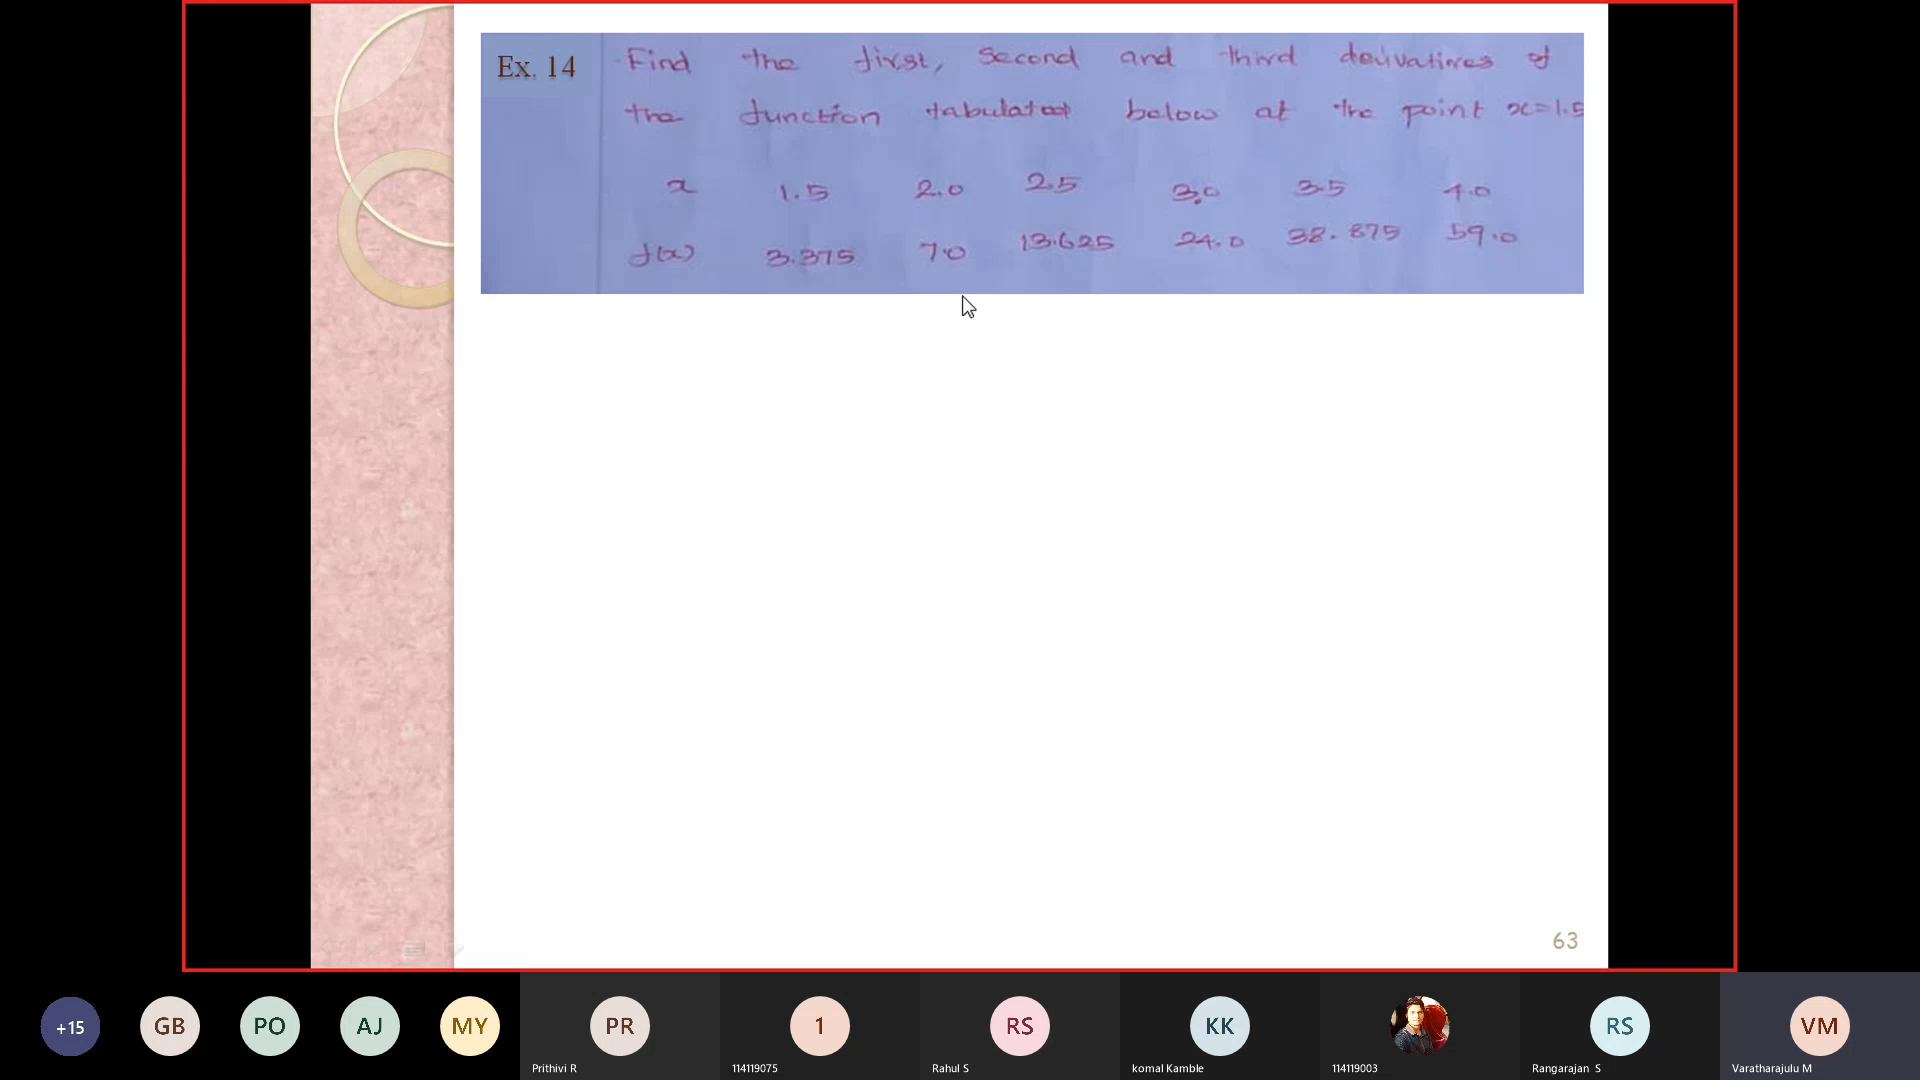 Ex. 14
Find the first, second and third derivatives of
the function tabulated below at the point x=1.5
x 1.5 2.0 2.5 3.0 3.5 4.0
f(x) 3.375 7.0 13.625 24.0 38.875 59.0
63
+15 GB PO AJ MY PR 1 RS KK RS VM
Prithivi R 114119075 Rahul S komal Kamble 114119003 Rangarajan S Varatharajulu M